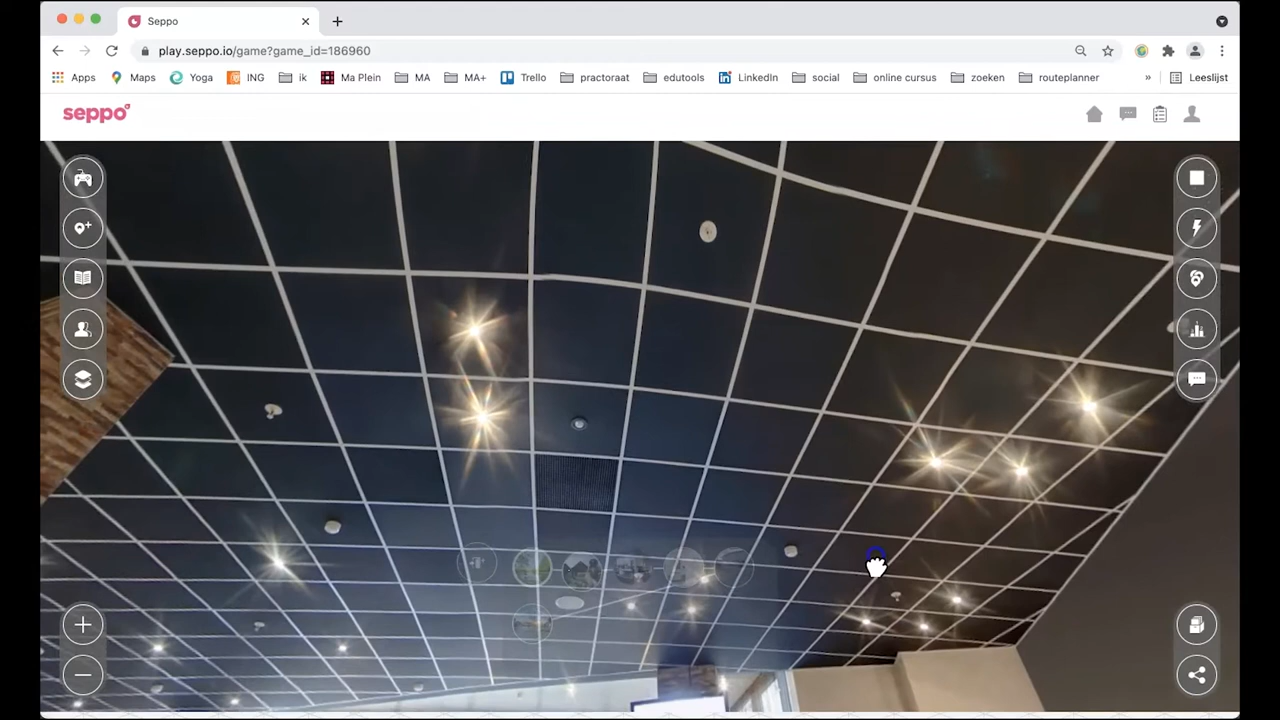 Seppo
play.seppo.io/game?game_id=186960
Apps Maps Yoga ING ik Ma Plein MA MA+ Trello practoraat edutools LinkedIn social online cursus zoeken routeplanner » Leeslijst
seppo